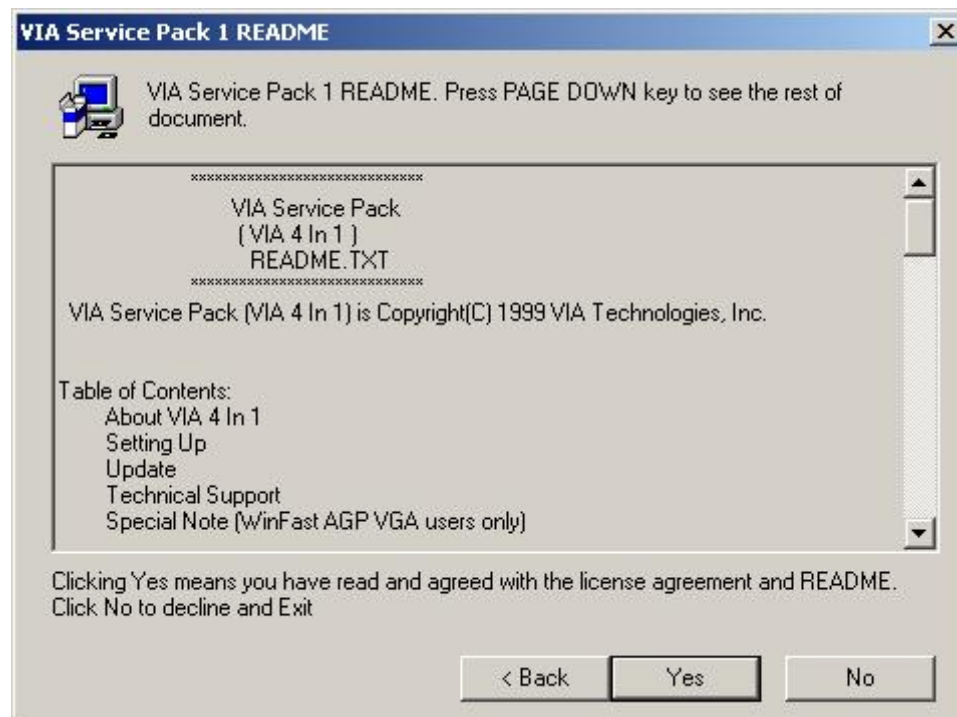 VIA Service Pack 1 README
VIA Service Pack 1 README. Press PAGE DOWN key to see the rest of
document.
*****************************
VIA Service Pack
( VIA 4 In 1 )
README.TXT
*****************************
VIA Service Pack (VIA 4 In 1) is Copyright(C) 1999 VIA Technologies, Inc.
Table of Contents:
About VIA 4 In 1
Setting Up
Update
Technical Support
Special Note (WinFast AGP VGA users only)
Clicking Yes means you have read and agreed with the license agreement and README.
Click No to decline and Exit
< Back
Yes
No